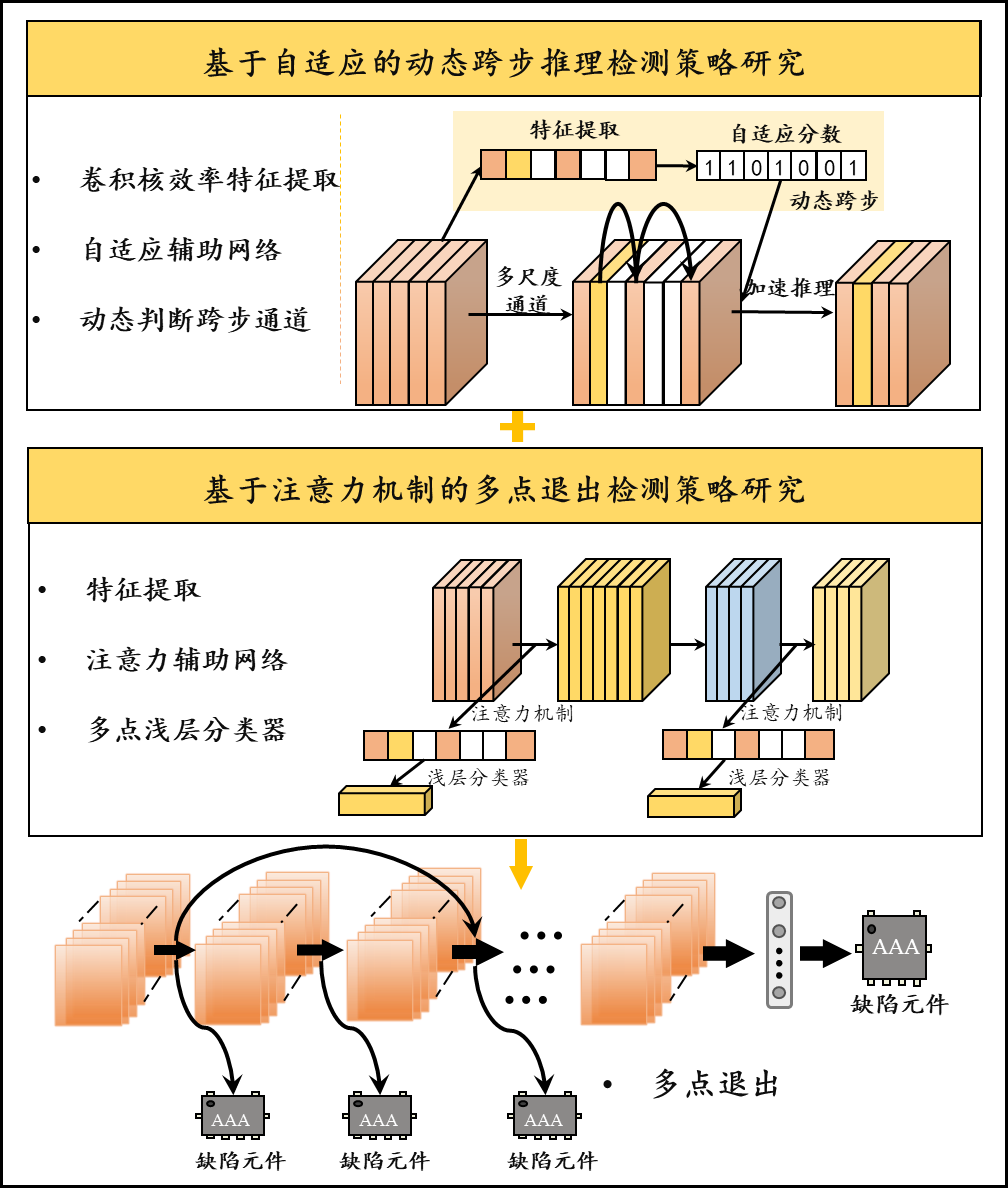 基于自适应的动态跨步推理检测策略研究
特征提取
自适应分数
1 1 0 1 0 0 1
动态跨步
• 卷积核效率特征提取
• 自适应辅助网络
• 动态判断跨步通道
多尺度
通道
加速推理
基于注意力机制的多点退出检测策略研究
• 特征提取
• 注意力辅助网络
• 多点浅层分类器
注意力机制
注意力机制
浅层分类器
浅层分类器
AAA
缺陷元件
• 多点退出
AAA
AAA
AAA
缺陷元件
缺陷元件
缺陷元件